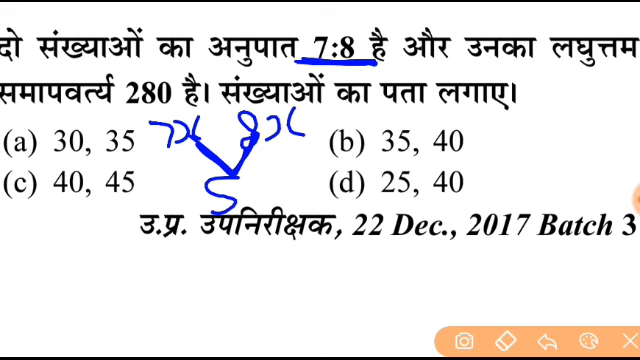 दो संख्याओं का अनुपात 7:8 है और उनका लघुत्तम
समापवर्त्य 280 है। संख्याओं का पता लगाए।
(a) 30, 35 7x 8x (b) 35, 40
(c) 40, 45 5 (d) 25, 40
उ.प्र. उपनिरीक्षक, 22 Dec., 2017 Batch 3